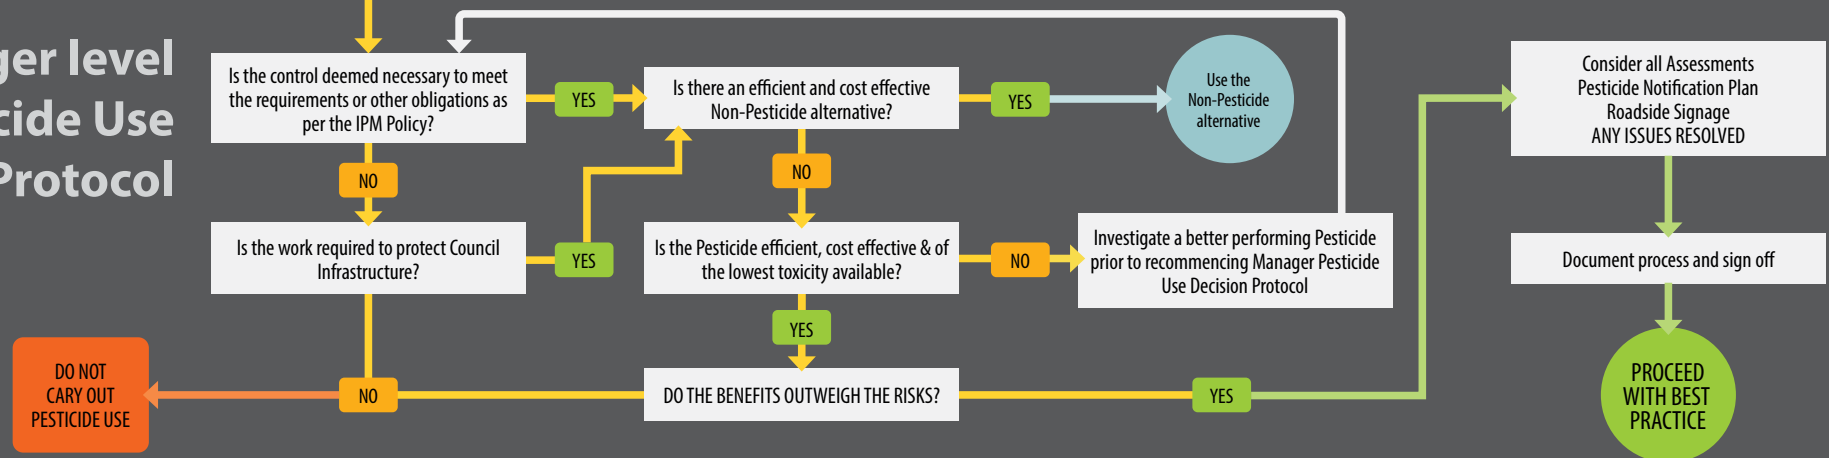 ger level
cide Use
Protocol
Is the control deemed necessary to meet
the requirements or other obligations as
per the IPM Policy?
YES
Is there an efficient and cost effective
Non-Pesticide alternative?
YES
Use the
Non-Pesticide
alternative
Consider all Assessments
Pesticide Notification Plan
Roadside Signage
ANY ISSUES RESOLVED
NO
NO
Is the work required to protect Council
Infrastructure?
YES
Is the Pesticide efficient, cost effective & of
the lowest toxicity available?
NO
Investigate a better performing Pesticide
prior to recommencing Manager Pesticide
Use Decision Protocol
Document process and sign off
YES
DO NOT
CARY OUT
PESTICIDE USE
NO
DO THE BENEFITS OUTWEIGH THE RISKS?
YES
PROCEED
WITH BEST
PRACTICE